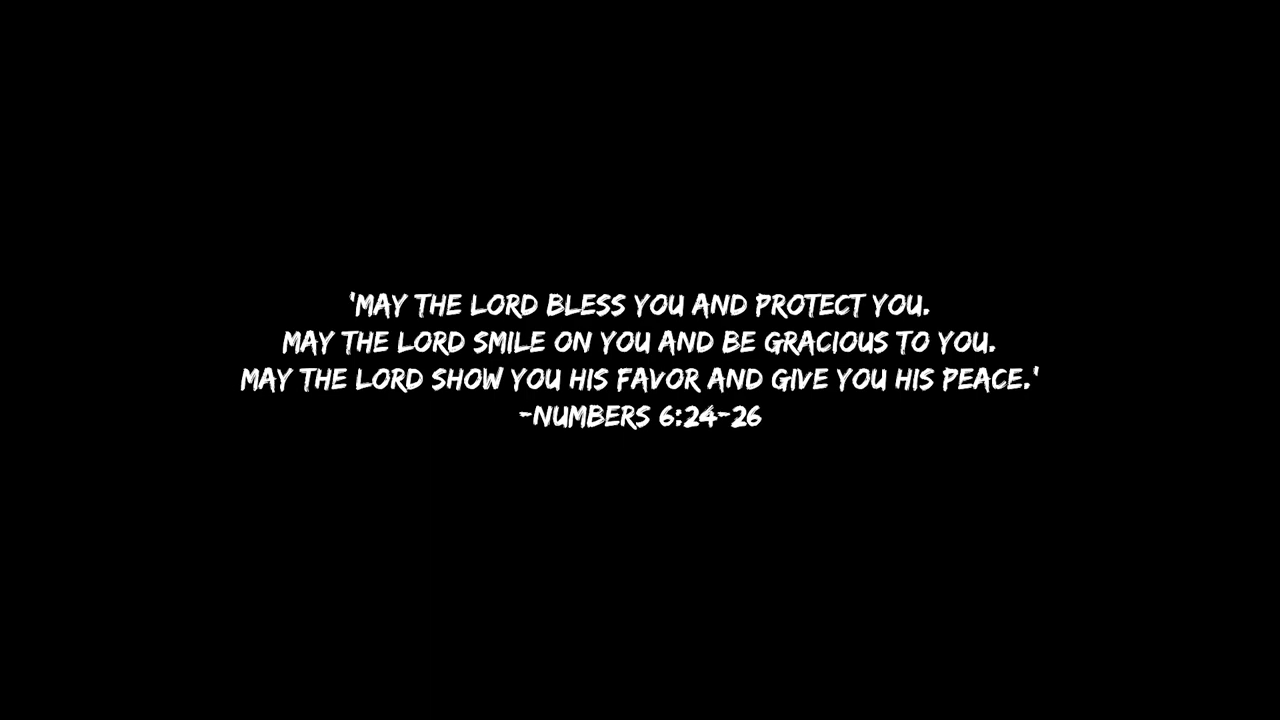 'MAY THE LORD BLESS YOU AND PROTECT YOU.
MAY THE LORD SMILE ON YOU AND BE GRACIOUS TO YOU.
MAY THE LORD SHOW YOU HIS FAVOR AND GIVE YOU HIS PEACE.'
-NUMBERS 6:24-26